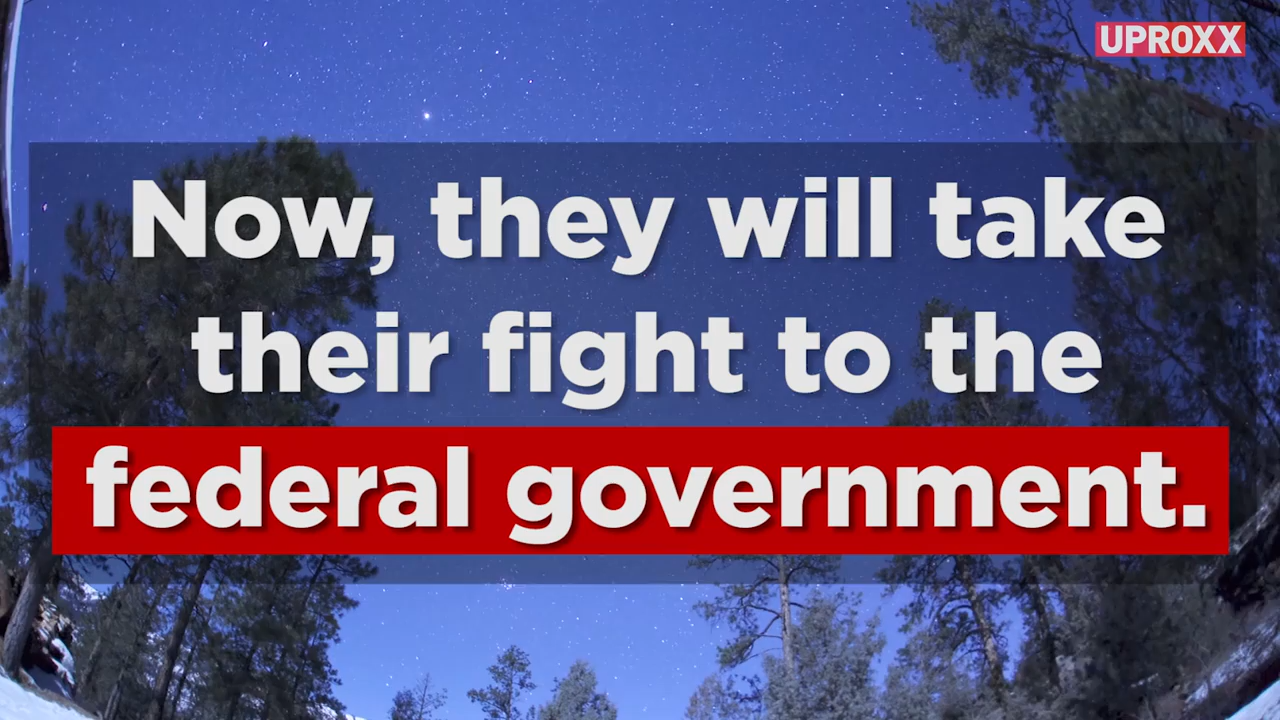 UPROXX
Now, they will take
their fight to the
federal government.